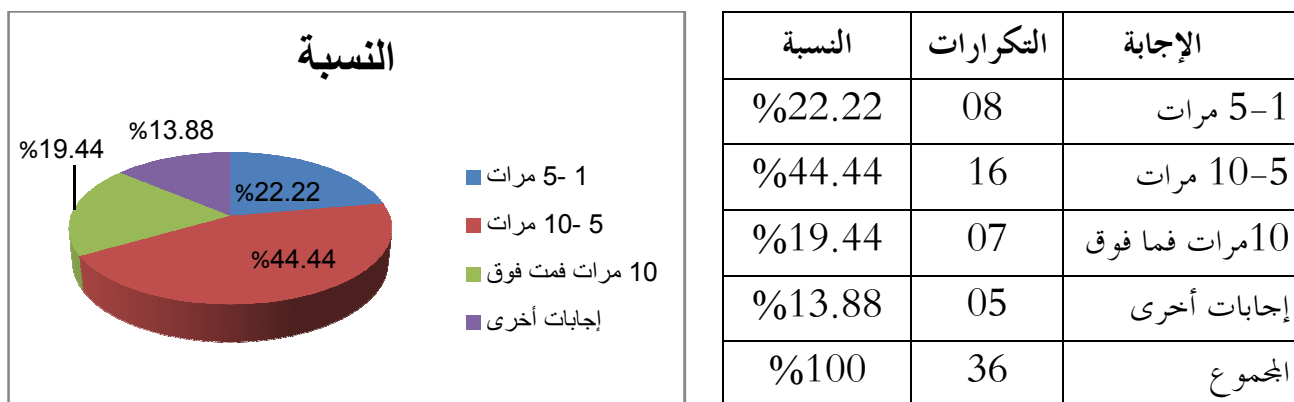 النسبة
%13.88
%19.44
%22.22
%44.44
1 -5 مرات
5 -10 مرات
10 مرات فمت فوق
إجابات أخرى
الإجابة التكرارات النسبة
1-5 مرات 08 %22.22
5-10 مرات 16 %44.44
10مرات فما فوق 07 %19.44
إجابات أخرى 05 %13.88
المجموع 36 %100